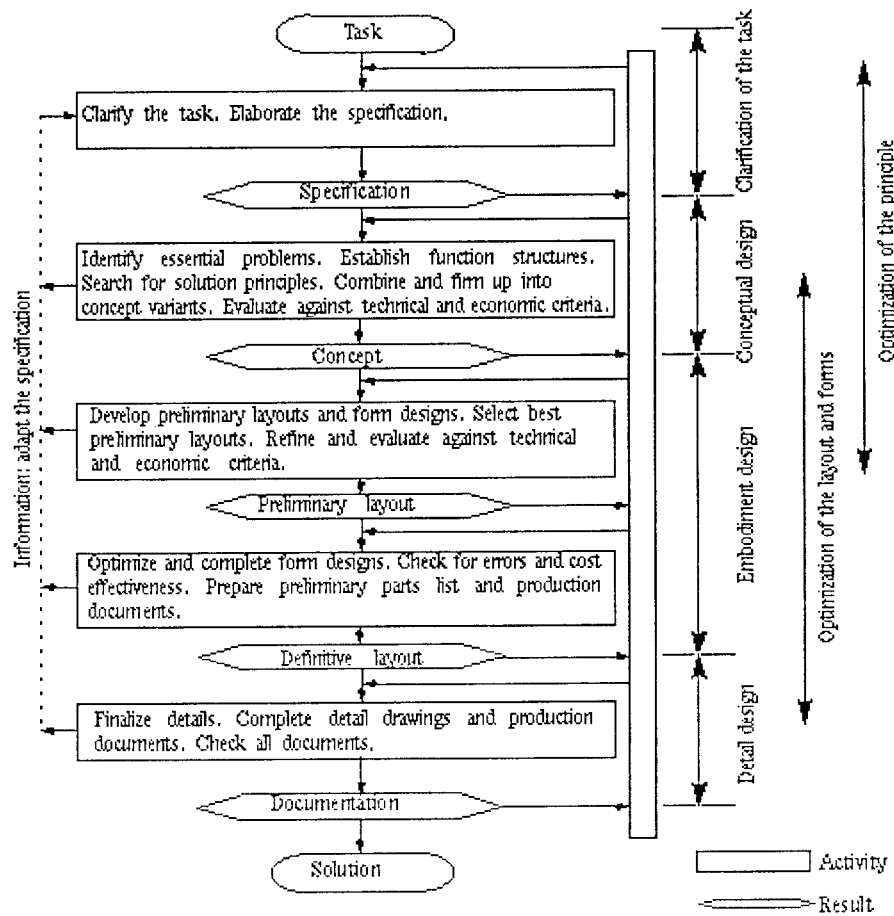 Task
Clarify the task. Elaborate the specification.
Specification
Identify essential problems. Establish function structures.
Search for solution principles. Combine and firm up into
concept variants. Evaluate against technical and economic criteria.
Concept
Develop preliminary layouts and form designs. Select best
preliminary layouts. Refine and evaluate against technical
and economic criteria.
Preliminary layout
Optimize and complete form designs. Check for errors and cost
effectiveness. Prepare preliminary parts list and production
documents.
Definitive layout
Finalize details. Complete detail drawings and production
documents. Check all documents.
Documentation
Solution
Information: adapt the specification
Clarification of the task
Conceptual design
Embodiment design
Detail design
Optimization of the layout and forms
Optimization of the principle
Activity
Result